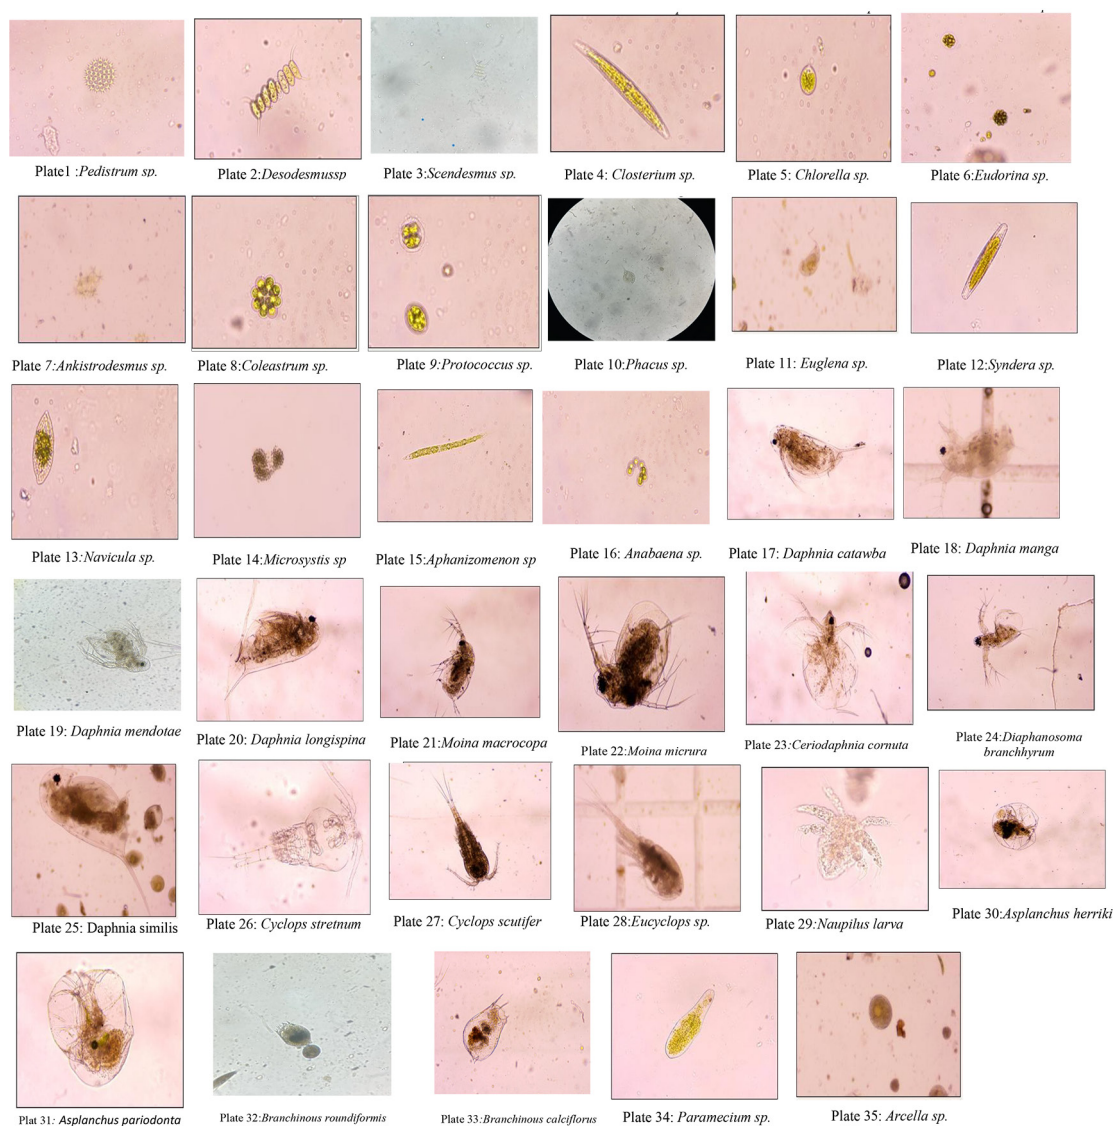 Plate1 :Pedistrum sp.
Plate 2:Desodesmussp
Plate 3:Scendesmus sp.
Plate 4: Closterium sp.
Plate 5: Chlorella sp.
Plate 6:Eudorina sp.
Plate 7:Ankistrodesmus sp.
Plate 8:Coleastrum sp.
Plate 9:Protococcus sp.
Plate 10:Phacus sp.
Plate 11: Euglena sp.
Plate 12:Syndera sp.
Plate 13:Navicula sp.
Plate 14:Microsystis sp
Plate 15:Aphanizomenon sp
Plate 16: Anabaena sp.
Plate 17: Daphnia catawba
Plate 18: Daphnia manga
Plate 19: Daphnia mendotae
Plate 20: Daphnia longispina
Plate 21:Moina macrocopa
Plate 22:Moina micrura
Plate 23:Ceriodaphnia cornuta
Plate 24:Diaphanosoma
branchhyrum
Plate 25: Daphnia similis
Plate 26: Cyclops stretnum
Plate 27: Cyclops scutifer
Plate 28:Eucyclops sp.
Plate 29:Naupilus larva
Plate 30:Asplanchus herriki
Plat 31: Asplanchus pariodonta
Plate 32:Branchinous roundiformis
Plate 33:Branchinous calciflorus
Plate 34: Paramecium sp.
Plate 35: Arcella sp.